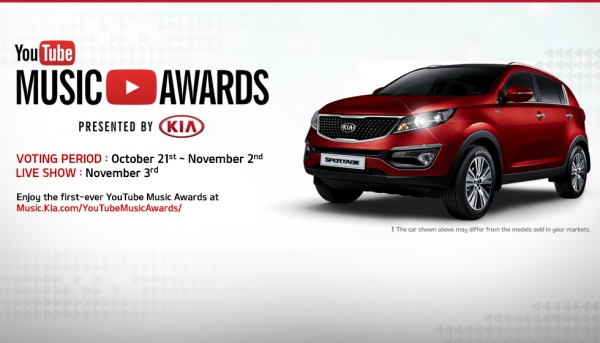 YouTube
MUSIC AWARDS
PRESENTED BY KIA
VOTING PERIOD : October 21st ~ November 2nd
LIVE SHOW : November 3rd
Enjoy the first-ever YouTube Music Awards at
Music.Kia.com/YouTubeMusicAwards/
KIA
SPORTAGE
! The car shown above may differ from the models sold in your markets.